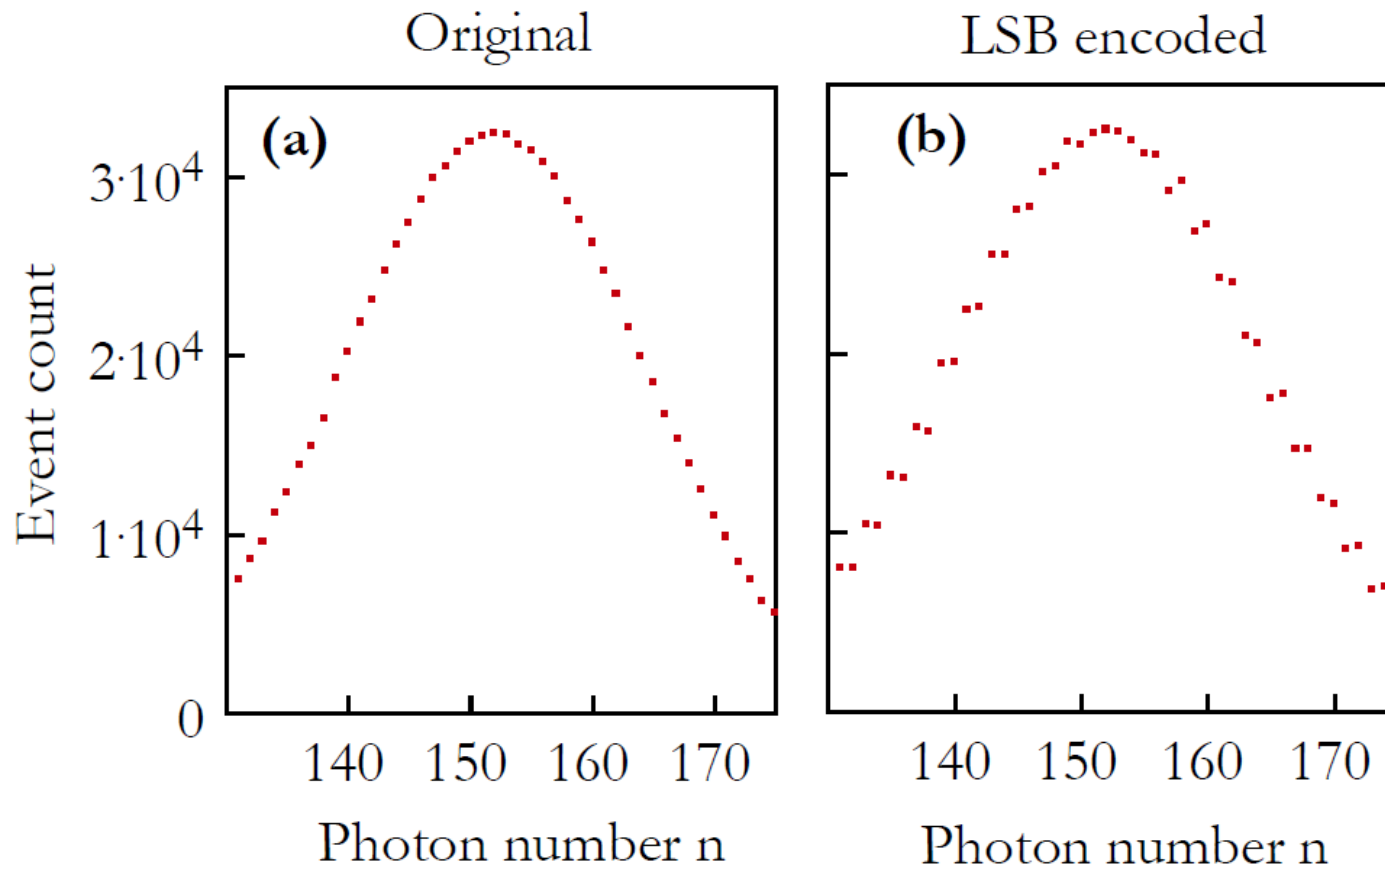 Original
LSB encoded
(a)
(b)
Event count
3·10⁴
2·10⁴
1·10⁴
0
140 150 160 170
140 150 160 170
Photon number n
Photon number n